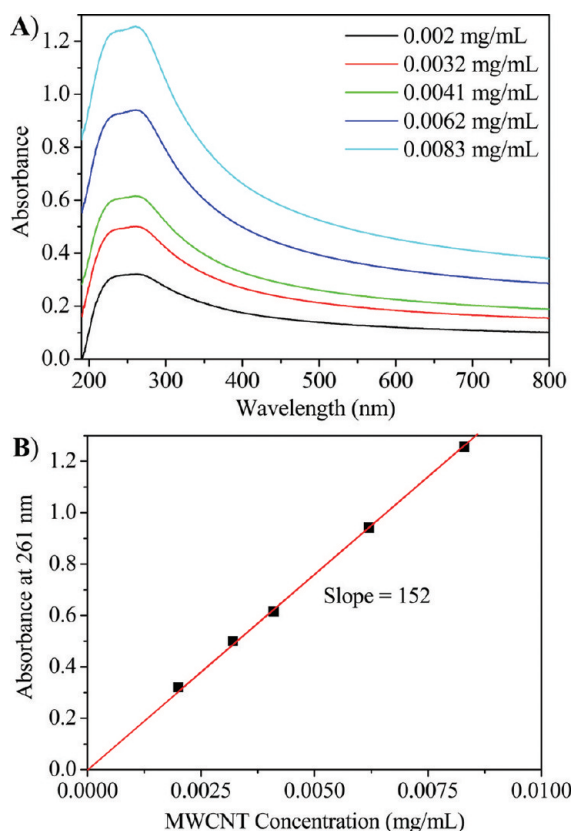 A)
1.2
1.0
0.8
0.6
0.4
0.2
0.0
Absorbance
0.002 mg/mL
0.0032 mg/mL
0.0041 mg/mL
0.0062 mg/mL
0.0083 mg/mL
200 300 400 500 600 700 800
Wavelength (nm)
B)
1.2
1.0
0.8
0.6
0.4
0.2
0.0
Absorbance at 261 nm
Slope = 152
0.0000 0.0025 0.0050 0.0075 0.0100
MWCNT Concentration (mg/mL)